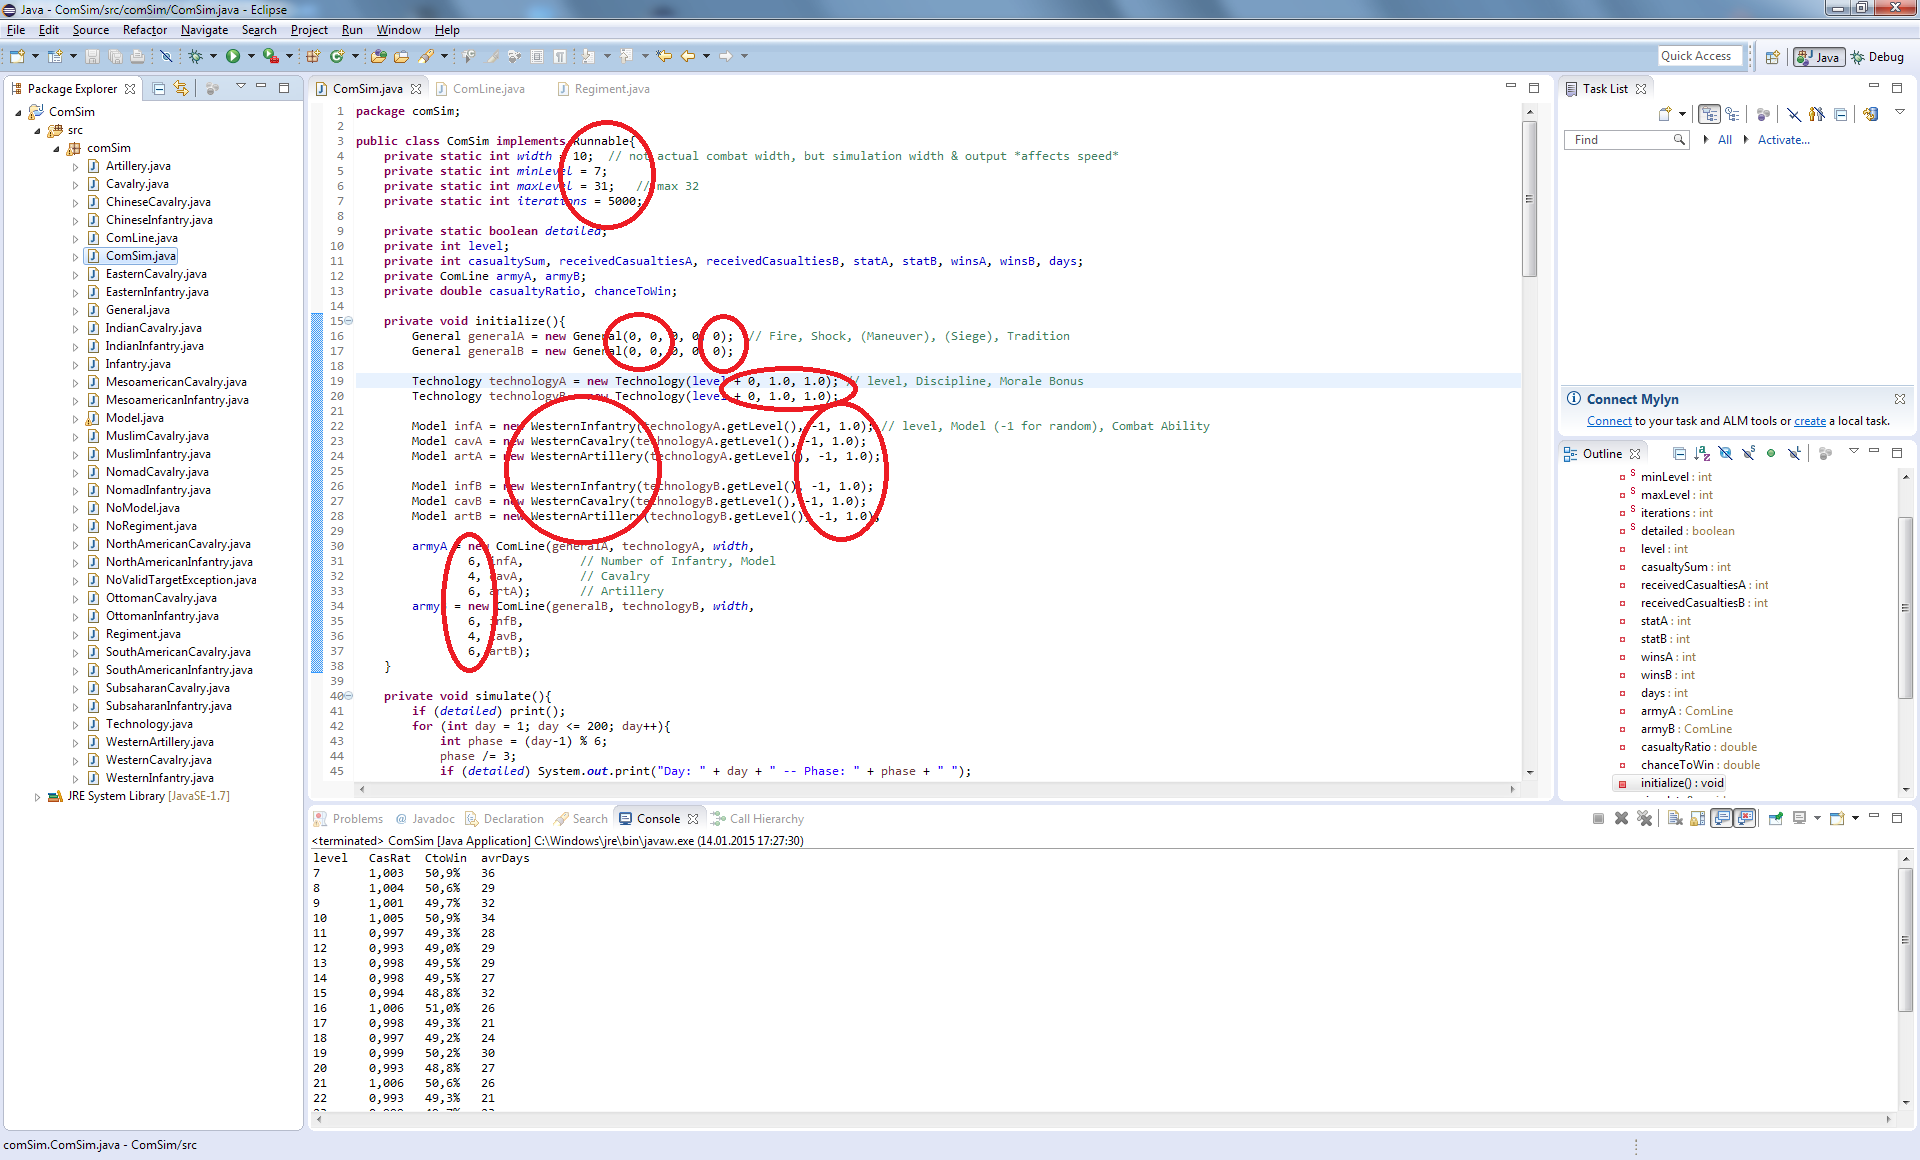 Java - ComSim/src/comSim/ComSim.java - Eclipse
File Edit Source Refactor Navigate Search Project Run Window Help
Quick Access
Java
Debug
Package Explorer
ComSim
src
comSim
Artillery.java
Cavalry.java
ChineseCavalry.java
ChineseInfantry.java
ComLine.java
ComSim.java
EasternCavalry.java
EasternInfantry.java
General.java
IndianCavalry.java
IndianInfantry.java
Infantry.java
MesoamericanCavalry.java
MesoamericanInfantry.java
Model.java
MuslimCavalry.java
MuslimInfantry.java
NomadCavalry.java
NomadInfantry.java
NoModel.java
NoRegiment.java
NorthAmericanCavalry.java
NorthAmericanInfantry.java
NoValidTargetException.java
OttomanCavalry.java
OttomanInfantry.java
Regiment.java
SouthAmericanCavalry.java
SouthAmericanInfantry.java
SubsaharanCavalry.java
SubsaharanInfantry.java
Technology.java
WesternArtillery.java
WesternCavalry.java
WesternInfantry.java
JRE System Library [JavaSE-1.7]
ComSim.java ComLine.java Regiment.java
1 package comSim;
2
3 public class ComSim implements Runnable{
4 private static int width = 10; // not actual combat width, but simulation width & output *affects speed*
5 private static int minLevel = 7;
6 private static int maxLevel = 31; // max 32
7 private static int iterations = 5000;
8
9 private static boolean detailed;
10 private int level;
11 private int casualtySum, receivedCasualtiesA, receivedCasualtiesB, statA, statB, winsA, winsB, days;
12 private ComLine armyA, armyB;
13 private double casualtyRatio, chanceToWin;
14
15 private void initialize(){
16 General generalA = new General(0, 0, 0, 0, 0); // Fire, Shock, (Maneuver), (Siege), Tradition
17 General generalB = new General(0, 0, 0, 0, 0);
18
19 Technology technologyA = new Technology(level + 0, 1.0, 1.0); // level, Discipline, Morale Bonus
20 Technology technologyB = new Technology(level + 0, 1.0, 1.0);
21
22 Model infA = new WesternInfantry(technologyA.getLevel(), -1, 1.0); // level, Model (-1 for random), Combat Ability
23 Model cavA = new WesternCavalry(technologyA.getLevel(), -1, 1.0);
24 Model artA = new WesternArtillery(technologyA.getLevel(), -1, 1.0);
25
26 Model infB = new WesternInfantry(technologyB.getLevel(), -1, 1.0);
27 Model cavB = new WesternCavalry(technologyB.getLevel(), -1, 1.0);
28 Model artB = new WesternArtillery(technologyB.getLevel(), -1, 1.0);
29
30 armyA = new ComLine(generalA, technologyA, width,
31 6, infA, // Number of Infantry, Model
32 4, cavA, // Cavalry
33 6, artA); // Artillery
34 armyB = new ComLine(generalB, technologyB, width,
35 6, infB,
36 4, cavB,
37 6, artB);
38 }
39
40 private void simulate(){
41 if (detailed) print();
42 for (int day = 1; day <= 200; day++){
43 int phase = (day-1) % 6;
44 phase /= 3;
45 if (detailed) System.out.print("Day: " + day + " -- Phase: " + phase + " ");
Task List
Find
All
Activate...
Connect Mylyn
Connect to your task and ALM tools or create a local task.
Outline
minLevel : int
maxLevel : int
iterations : int
detailed : boolean
level : int
casualtySum : int
receivedCasualtiesA : int
receivedCasualtiesB : int
statA : int
statB : int
winsA : int
winsB : int
days : int
armyA : ComLine
armyB : ComLine
casualtyRatio : double
chanceToWin : double
initialize() : void
Problems @ Javadoc Declaration Search Console Call Hierarchy
<terminated> ComSim [Java Application] C:\Windows\jre\bin\javaw.exe (14.01.2015 17:27:30)
level CasRat CtoWin avrDays
7 1,003 50,9% 36
8 1,004 50,6% 29
9 1,001 49,7% 32
10 1,005 50,9% 34
11 0,997 49,3% 28
12 0,993 49,0% 29
13 0,998 49,5% 29
14 0,998 49,5% 27
15 0,994 48,8% 32
16 1,006 51,0% 26
17 0,998 49,3% 21
18 0,997 49,2% 24
19 0,999 50,2% 30
20 0,993 48,8% 27
21 1,006 50,6% 26
22 0,993 49,3% 21
comSim.ComSim.java - ComSim/src